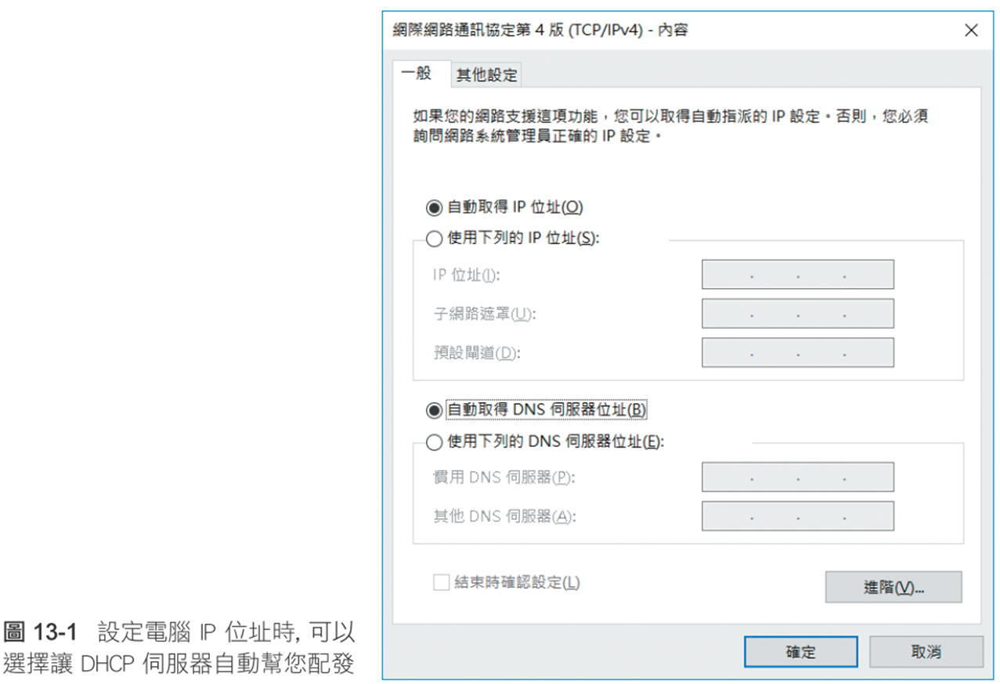 網際網路通訊協定第 4 版 (TCP/IPv4) - 內容
一般
其他設定
如果您的網路支援這項功能，您可以取得自動指派的 IP 設定。否則，您必須
詢問網路系統管理員正確的 IP 設定。
自動取得 IP 位址(O)
使用下列的 IP 位址(S):
IP 位址(I):
子網路遮罩(U):
預設閘道(D):
自動取得 DNS 伺服器位址(B)
使用下列的 DNS 伺服器位址(E):
慣用 DNS 伺服器(P):
其他 DNS 伺服器(A):
結束時確認設定(L)
進階(V)...
確定
取消
圖 13-1 設定電腦 IP 位址時, 可以
選擇讓 DHCP 伺服器自動幫您配發